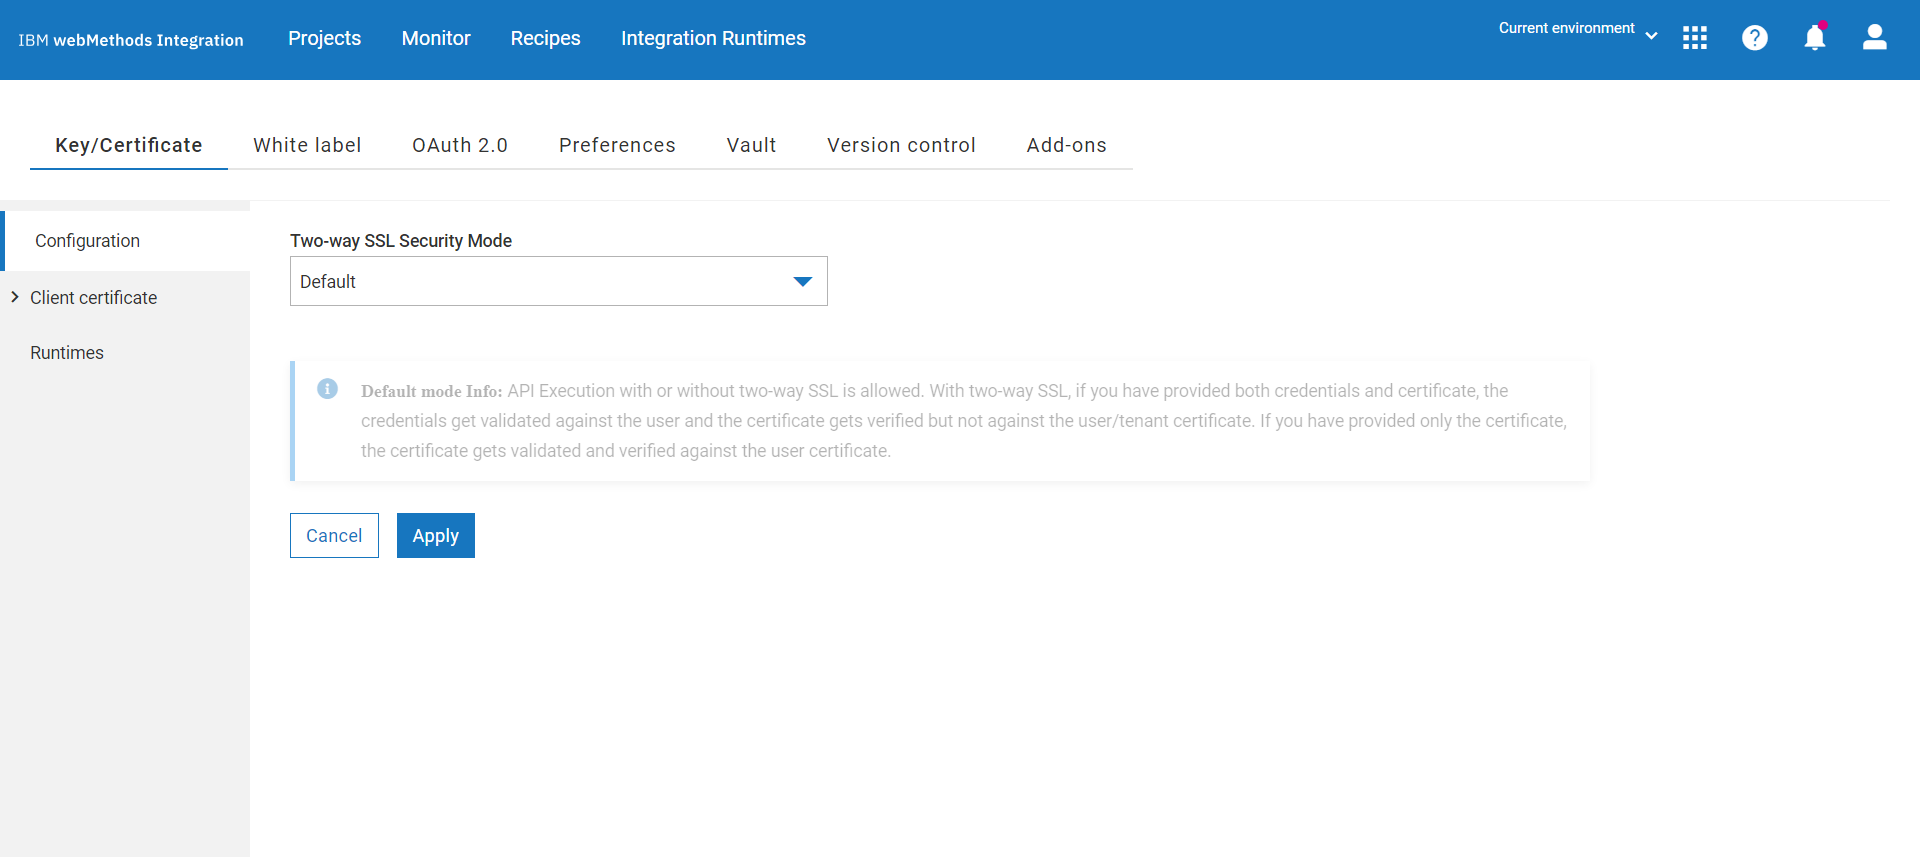 IBM webMethods Integration
Projects
Monitor
Recipes
Integration Runtimes
Current environment
Key/Certificate
White label
OAuth 2.0
Preferences
Vault
Version control
Add-ons
Configuration
Client certificate
Runtimes
Two-way SSL Security Mode
Default
Default mode Info: API Execution with or without two-way SSL is allowed. With two-way SSL, if you have provided both credentials and certificate, the
credentials get validated against the user and the certificate gets verified but not against the user/tenant certificate. If you have provided only the certificate,
the certificate gets validated and verified against the user certificate.
Cancel
Apply